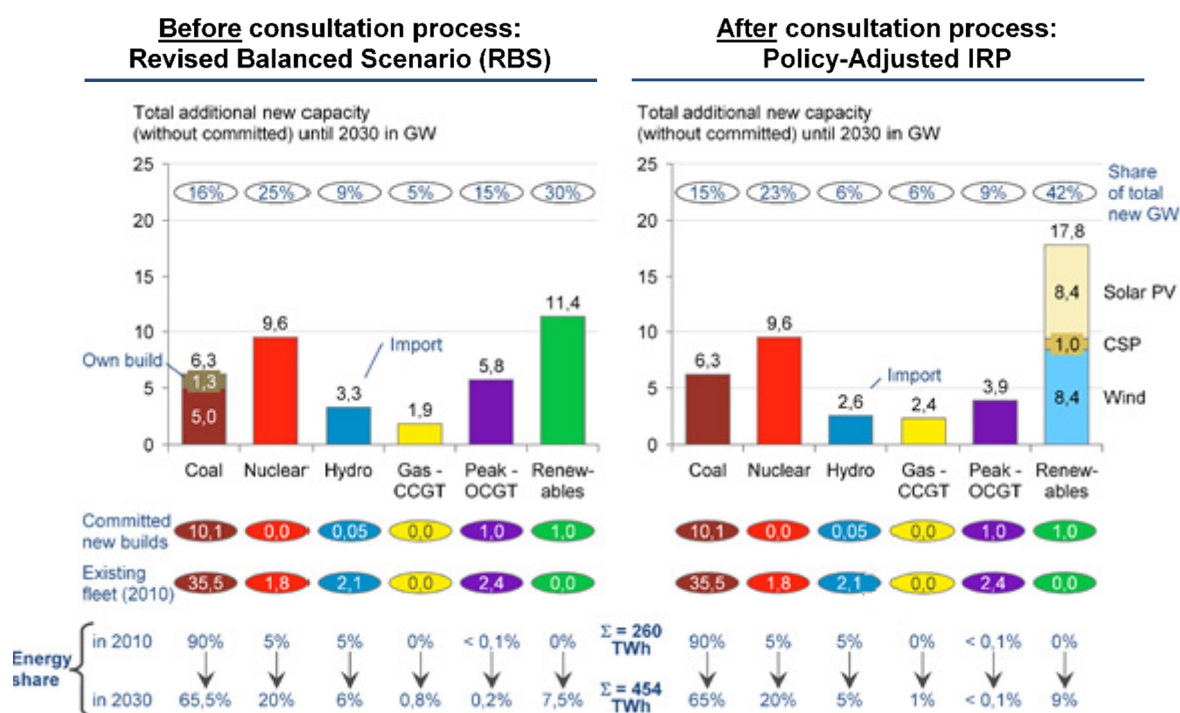 Before consultation process:
Revised Balanced Scenario (RBS)
Total additional new capacity
(without committed) until 2030 in GW
25
20
15
10
5
0
16% 25% 9% 5% 15% 30%
Own build
6,3
1,3
5,0
9,6
Import
3,3
1,9
5,8
11,4
Coal Nuclear Hydro Gas - Peak - Renew-
CCGT OCGT ables
Committed
new builds
10,1 0,0 0,05 0,0 1,0 1,0
Existing
fleet (2010)
35,5 1,8 2,1 0,0 2,4 0,0
Energy
share
in 2010 90% 5% 5% 0% < 0,1% 0%
in 2030 65,5% 20% 6% 0,8% 0,2% 7,5%
Σ = 260
TWh
Σ = 454
TWh
After consultation process:
Policy-Adjusted IRP
Total additional new capacity
(without committed) until 2030 in GW
25
20
15
10
5
0
15% 23% 6% 6% 9% 42%
Share
of total
new GW
6,3
9,6
Import
2,6
2,4
3,9
17,8
8,4
Solar PV
1,0
CSP
8,4
Wind
Coal Nuclear Hydro Gas - Peak - Renew-
CCGT OCGT ables
10,1 0,0 0,05 0,0 1,0 1,0
35,5 1,8 2,1 0,0 2,4 0,0
90% 5% 5% 0% < 0,1% 0%
65% 20% 5% 1% < 0,1% 9%